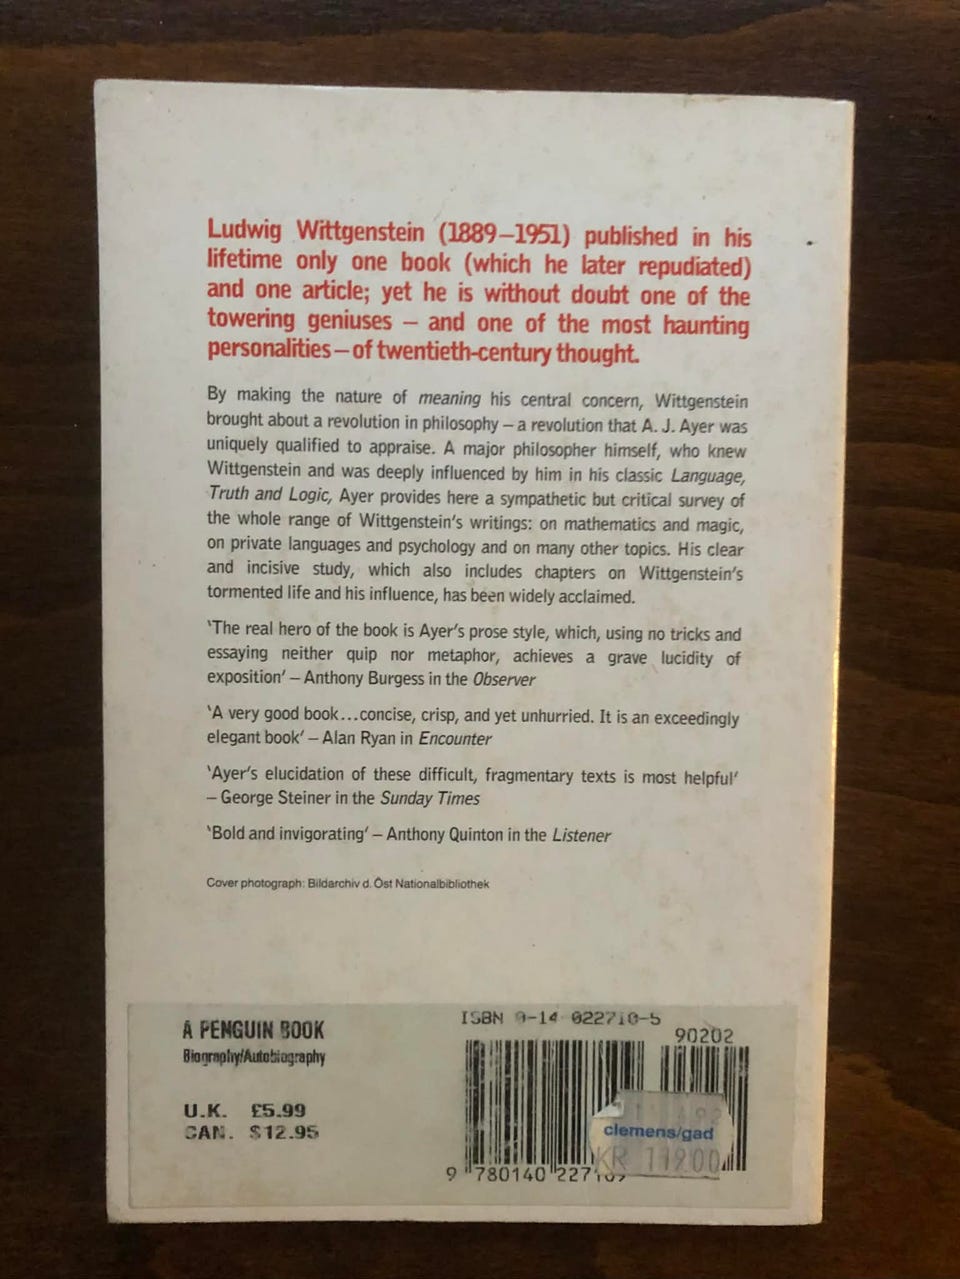 Ludwig Wittgenstein (1889–1951) published in his
lifetime only one book (which he later repudiated)
and one article; yet he is without doubt one of the
towering geniuses – and one of the most haunting
personalities – of twentieth-century thought.
By making the nature of meaning his central concern, Wittgenstein
brought about a revolution in philosophy – a revolution that A. J. Ayer was
uniquely qualified to appraise. A major philosopher himself, who knew
Wittgenstein and was deeply influenced by him in his classic Language,
Truth and Logic, Ayer provides here a sympathetic but critical survey of
the whole range of Wittgenstein's writings: on mathematics and magic,
on private languages and psychology and on many other topics. His clear
and incisive study, which also includes chapters on Wittgenstein's
tormented life and his influence, has been widely acclaimed.
'The real hero of the book is Ayer's prose style, which, using no tricks and
essaying neither quip nor metaphor, achieves a grave lucidity of
exposition' – Anthony Burgess in the Observer
'A very good book...concise, crisp, and yet unhurried. It is an exceedingly
elegant book' – Alan Ryan in Encounter
'Ayer's elucidation of these difficult, fragmentary texts is most helpful'
– George Steiner in the Sunday Times
'Bold and invigorating' – Anthony Quinton in the Listener
Cover photograph: Bildarchiv d. Öst Nationalbibliothek
A PENGUIN BOOK
Biography/Autobiography
U.K. £5.99
CAN. $12.95
ISBN 0-14 022710-5
90202
clemens/gad
KR 119.00
9 780140 227109